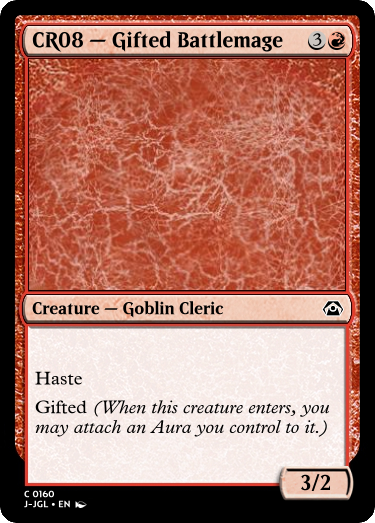 CR08 — Gifted Battlemage 3
Creature — Goblin Cleric
Haste
Gifted (When this creature enters, you
may attach an Aura you control to it.)
3/2
C 0160
J-JGL • EN